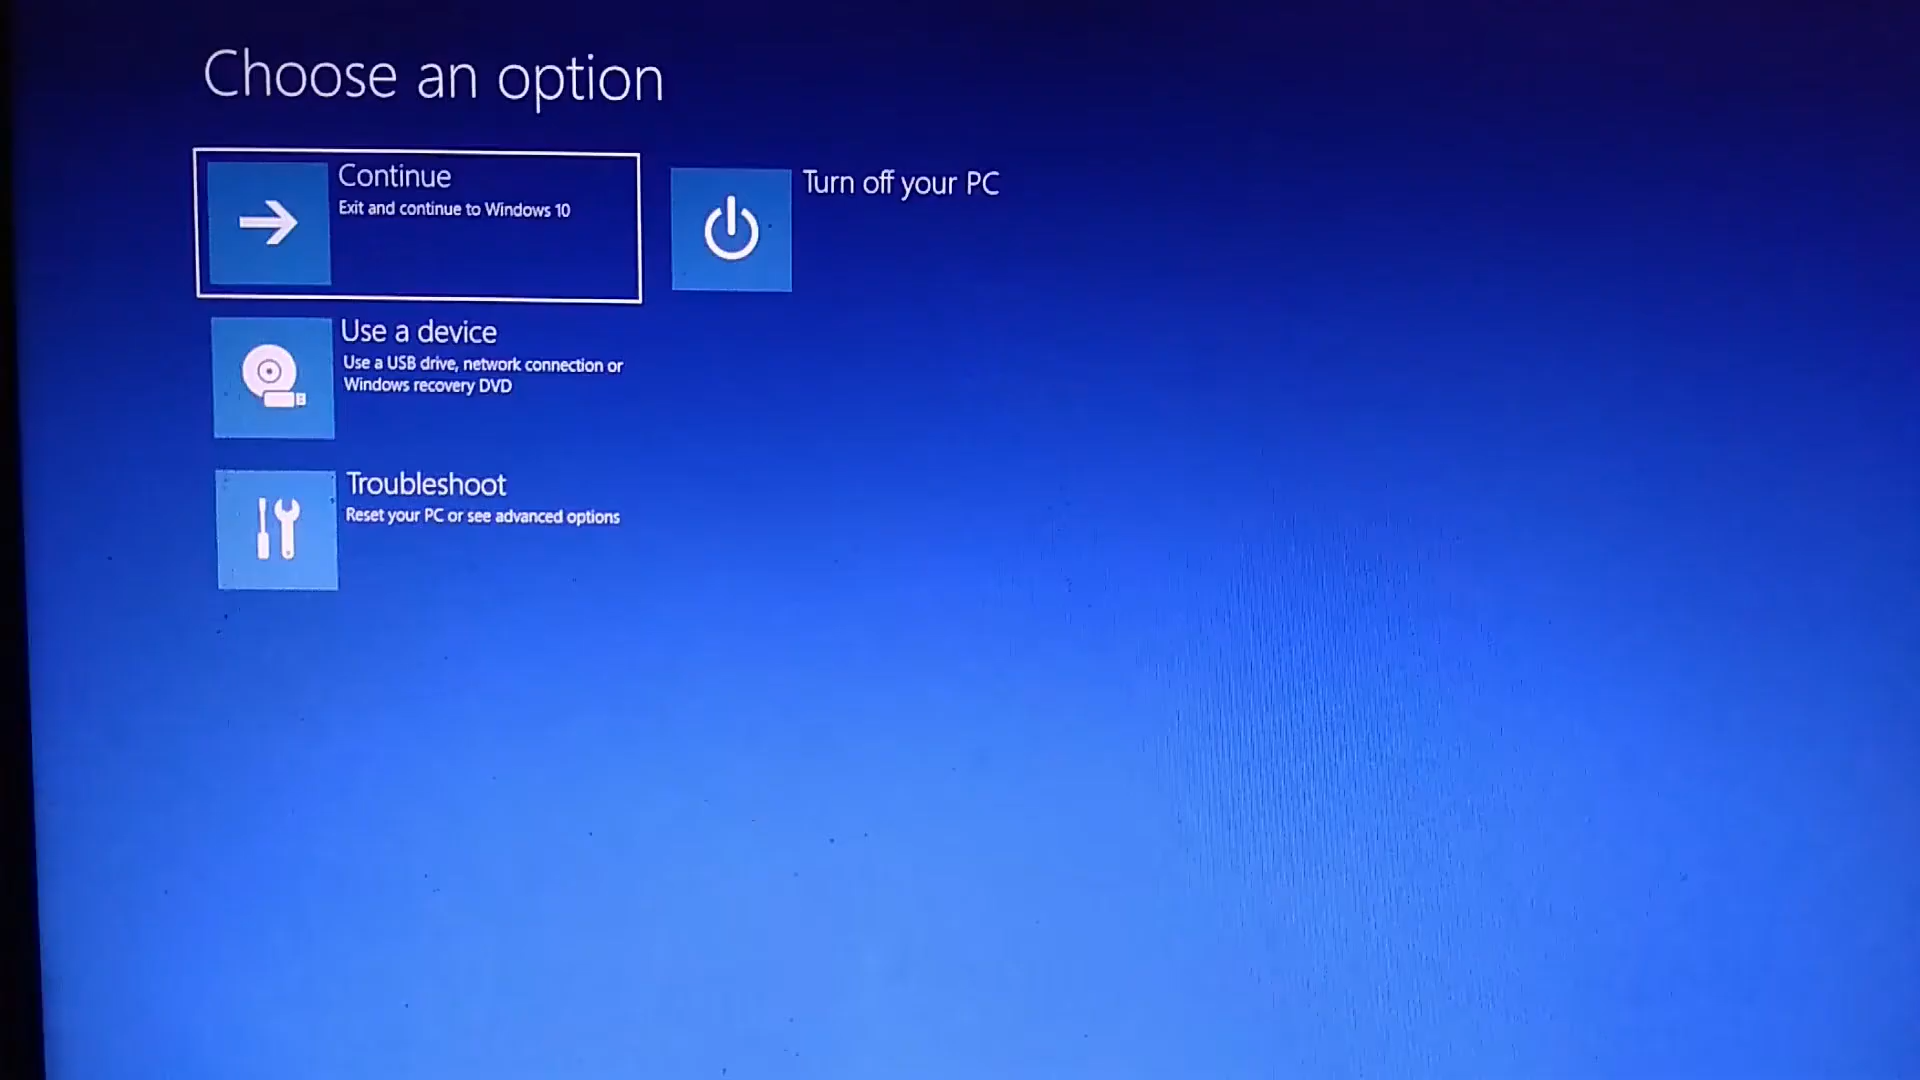 Choose an option
Continue
Exit and continue to Windows 10
Turn off your PC
Use a device
Use a USB drive, network connection or
Windows recovery DVD
Troubleshoot
Reset your PC or see advanced options